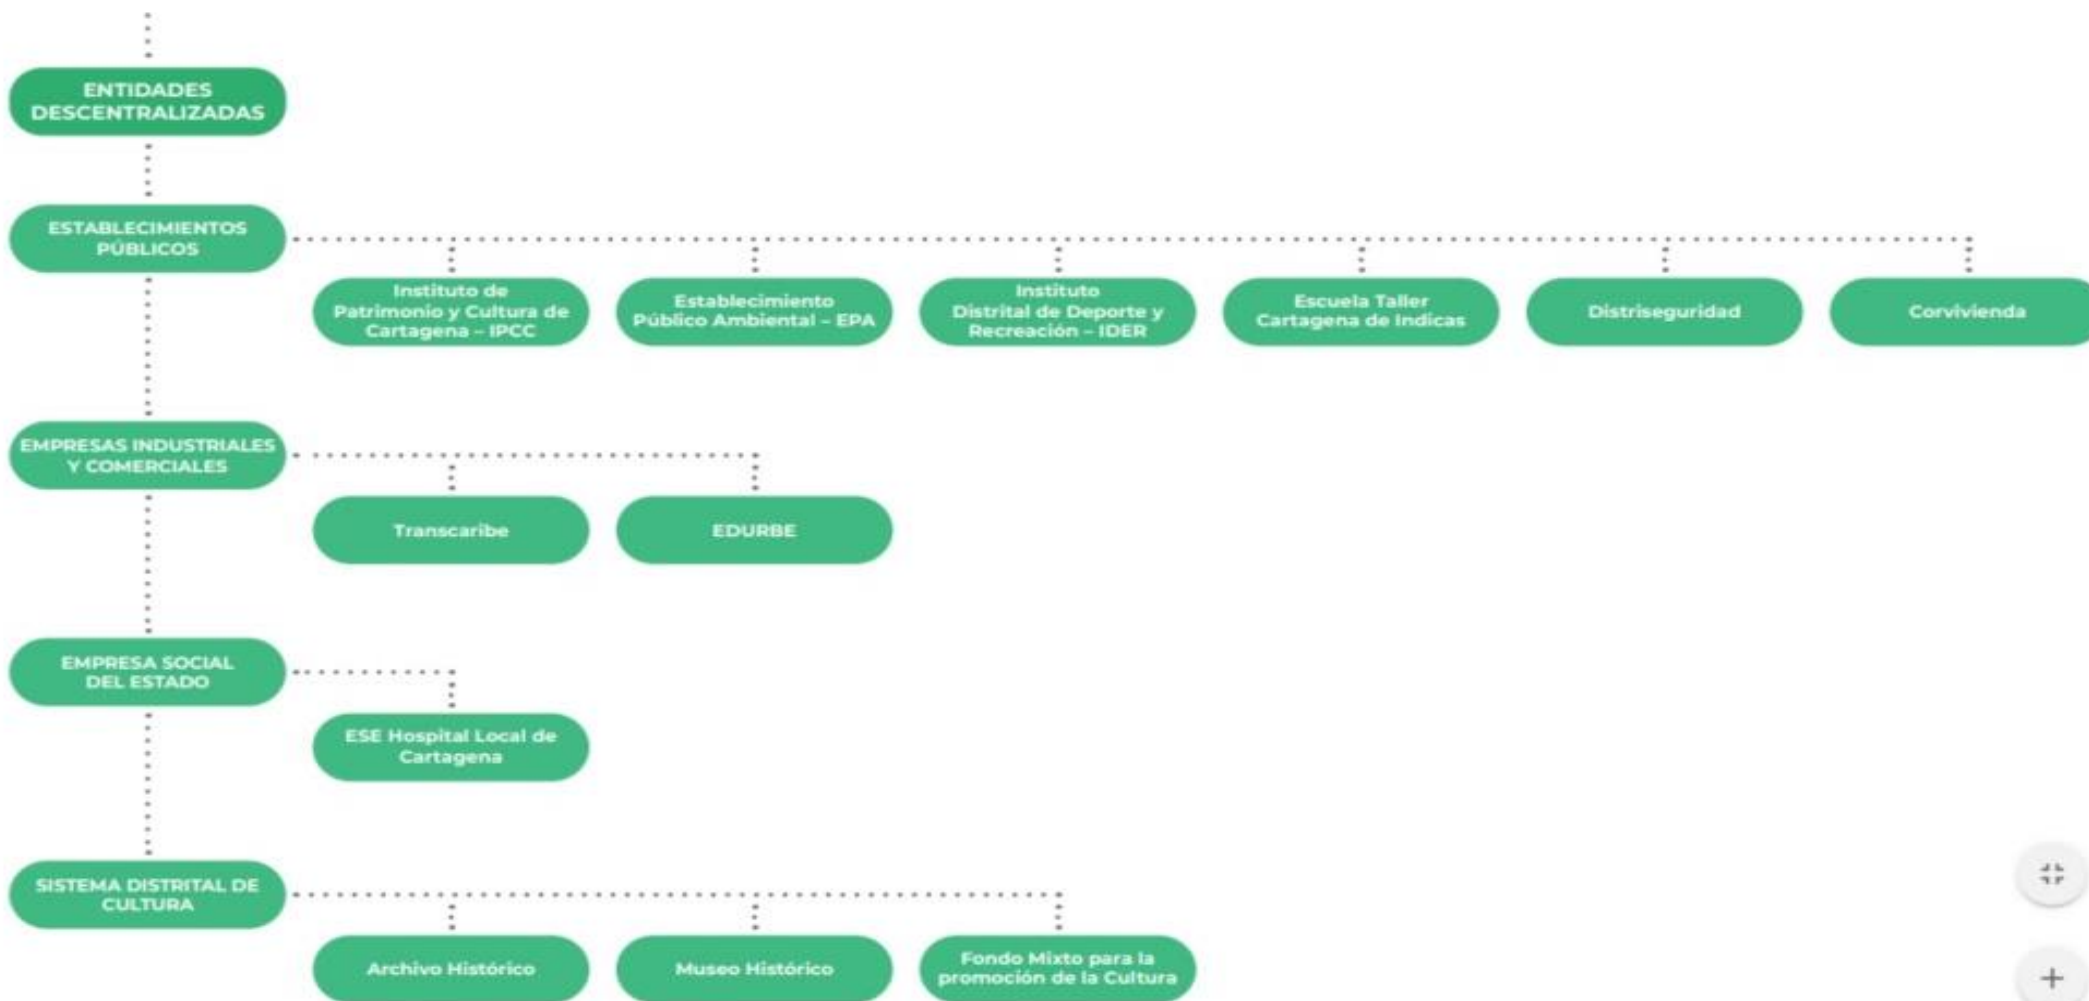 ENTIDADES
DESCENTRALIZADAS
ESTABLECIMIENTOS
PÚBLICOS
Instituto de
Patrimonio y Cultura de
Cartagena – IPCC
Establecimiento
Público Ambiental – EPA
Instituto
Distrital de Deporte y
Recreación – IDER
Escuela Taller
Cartagena de Indicas
Distriseguridad
Corvivienda
EMPRESAS INDUSTRIALES
Y COMERCIALES
Transcaribe
EDURBE
EMPRESA SOCIAL
DEL ESTADO
ESE Hospital Local de
Cartagena
SISTEMA DISTRITAL DE
CULTURA
Archivo Histórico
Museo Histórico
Fondo Mixto para la
promoción de la Cultura